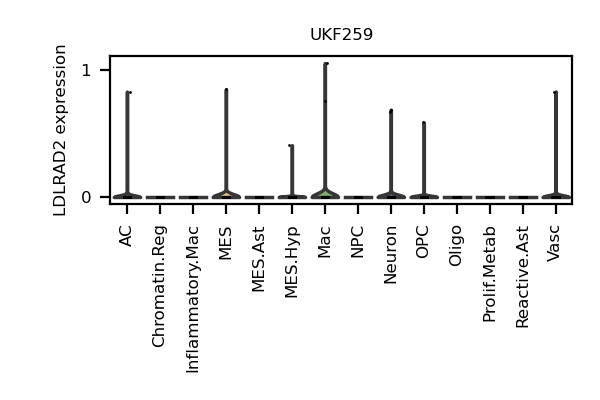 UKF259
LDLRAD2 expression
1
0
AC
Chromatin.Reg
Inflammatory.Mac
MES
MES.Ast
MES.Hyp
Mac
NPC
Neuron
OPC
Oligo
Prolif.Metab
Reactive.Ast
Vasc